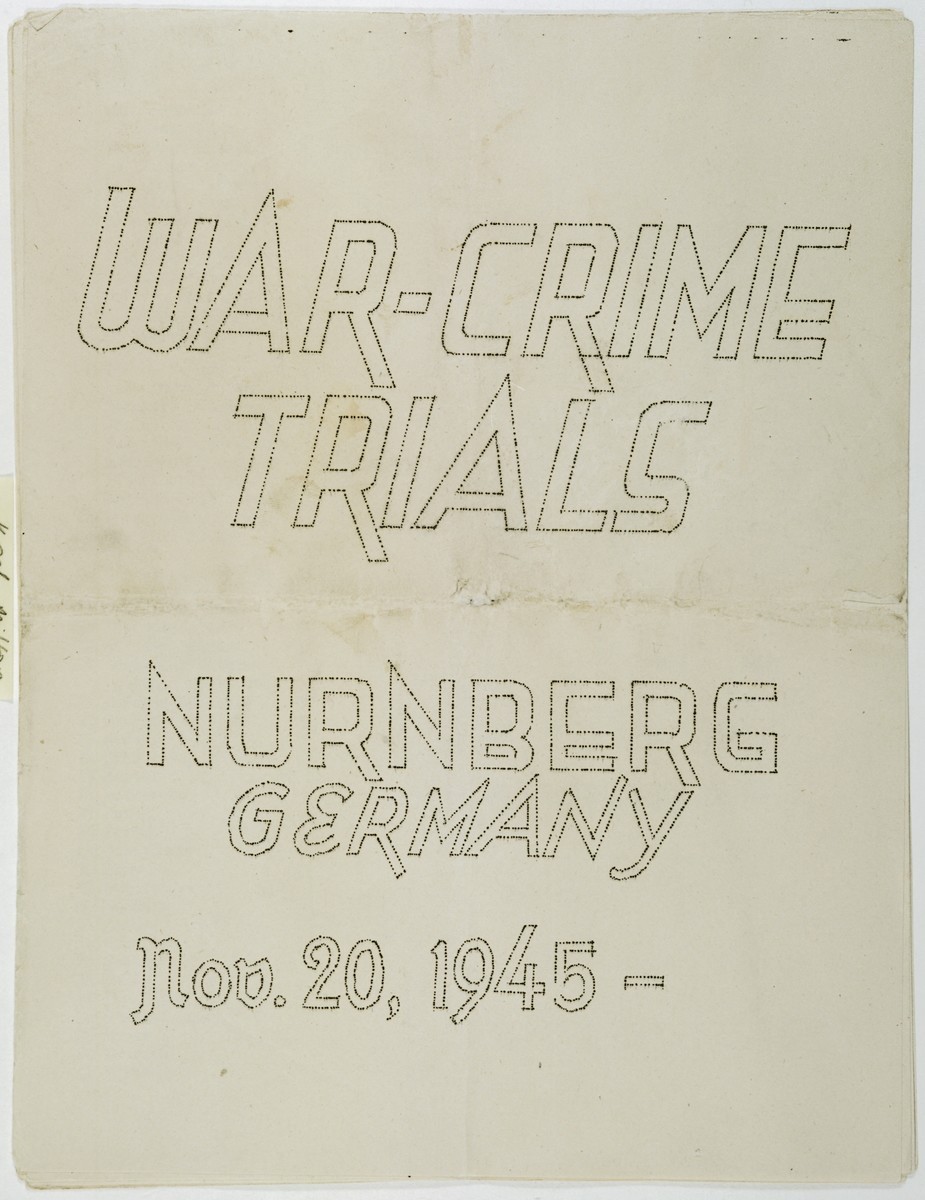 WAR-CRIME
TRIALS
NURNBERG
GERMANY
Nov. 20, 1945 –